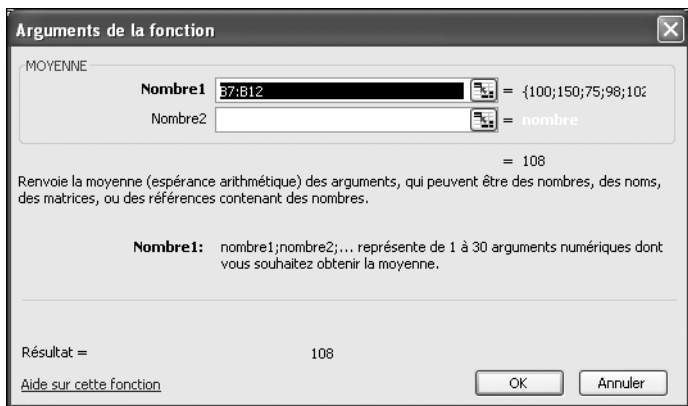 Arguments de la fonction
MOYENNE
Nombre1 B7:B12 = {100;150;75;98;102
Nombre2 = nombre
= 108
Renvoie la moyenne (espérance arithmétique) des arguments, qui peuvent être des nombres, des noms,
des matrices, ou des références contenant des nombres.
Nombre1: nombre1;nombre2;... représente de 1 à 30 arguments numériques dont
vous souhaitez obtenir la moyenne.
Résultat = 108
Aide sur cette fonction OK Annuler